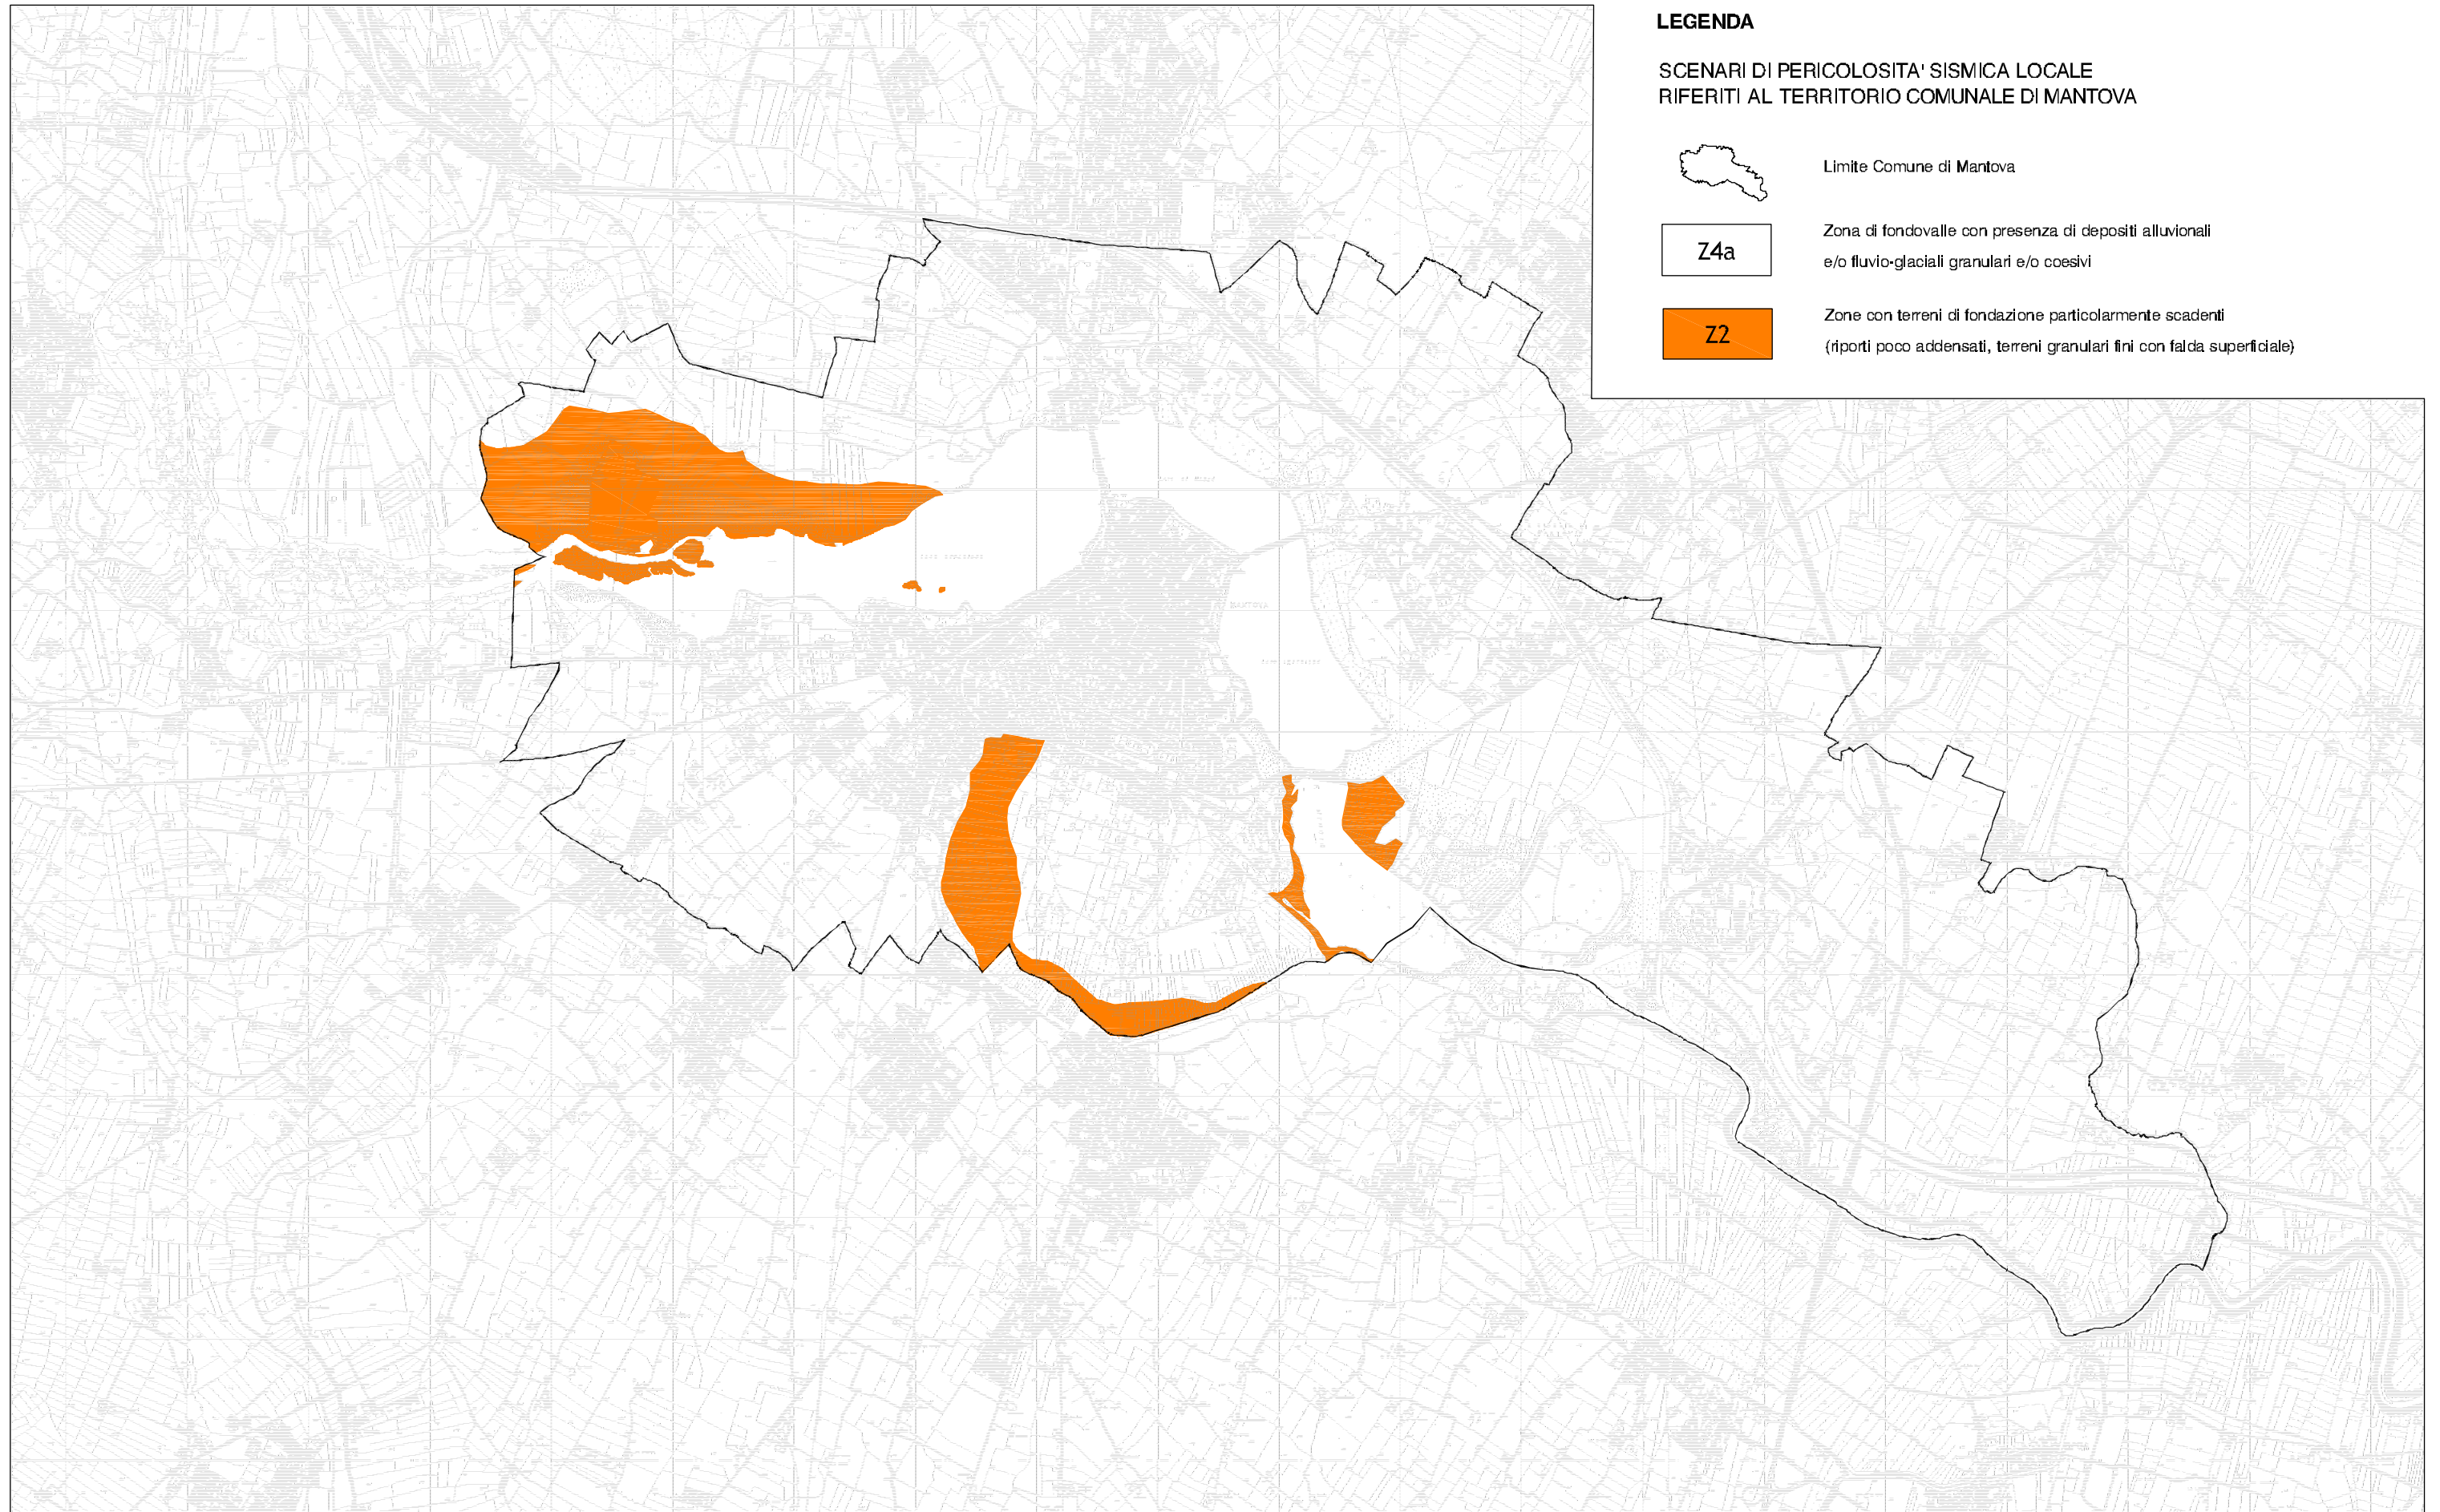 LEGENDA
SCENARI DI PERICOLOSITA' SISMICA LOCALE
RIFERITI AL TERRITORIO COMUNALE DI MANTOVA
Limite Comune di Mantova
Z4a
Zona di fondovalle con presenza di depositi alluvionali
e/o fluvio-glaciali granulari e/o coesivi
Z2
Zone con terreni di fondazione particolarmente scadenti
(riporti poco addensati, terreni granulari fini con falda superficiale)
MANTOVA